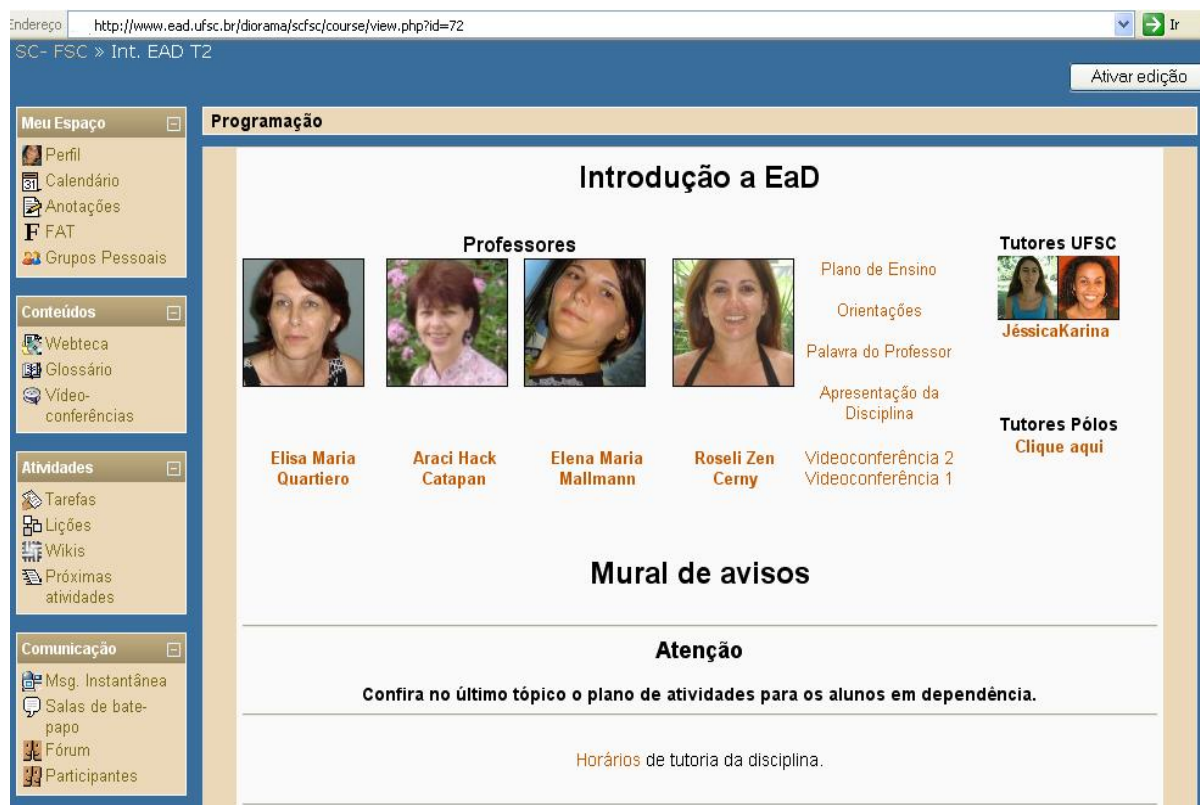 Endereço http://www.ead.ufsc.br/diorama/scfsc/course/view.php?id=72 Ir
SC- FSC » Int. EAD T2
Ativar edição
Meu Espaço
Perfil
Calendário
Anotações
F FAT
Grupos Pessoais
Conteúdos
Webteca
Glossário
Vídeo-
conferências
Atividades
Tarefas
Lições
Wikis
Próximas
atividades
Comunicação
Msg. Instantânea
Salas de bate-
papo
Fórum
Participantes
Programação
Introdução a EaD
Professores
Elisa Maria
Quartiero
Araci Hack
Catapan
Elena Maria
Mallmann
Roseli Zen
Cerny
Plano de Ensino
Orientações
Palavra do Professor
Apresentação da
Disciplina
Videoconferência 2
Videoconferência 1
Tutores UFSC
JéssicaKarina
Tutores Pólos
Clique aqui
Mural de avisos
Atenção
Confira no último tópico o plano de atividades para os alunos em dependência.
Horários de tutoria da disciplina.